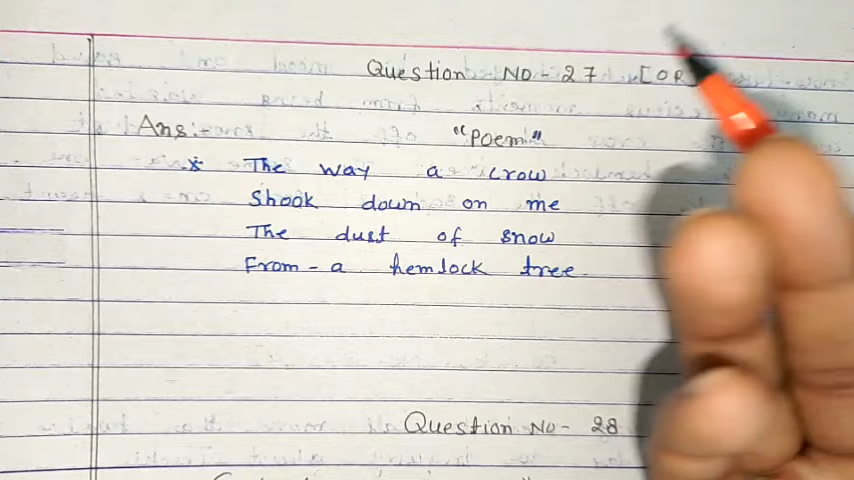 Question No - 27 [OR]
Ans:- "Poem"
* The way a crow
Shook down on me
The dust of snow
From - a hemlock tree
Question No - 28